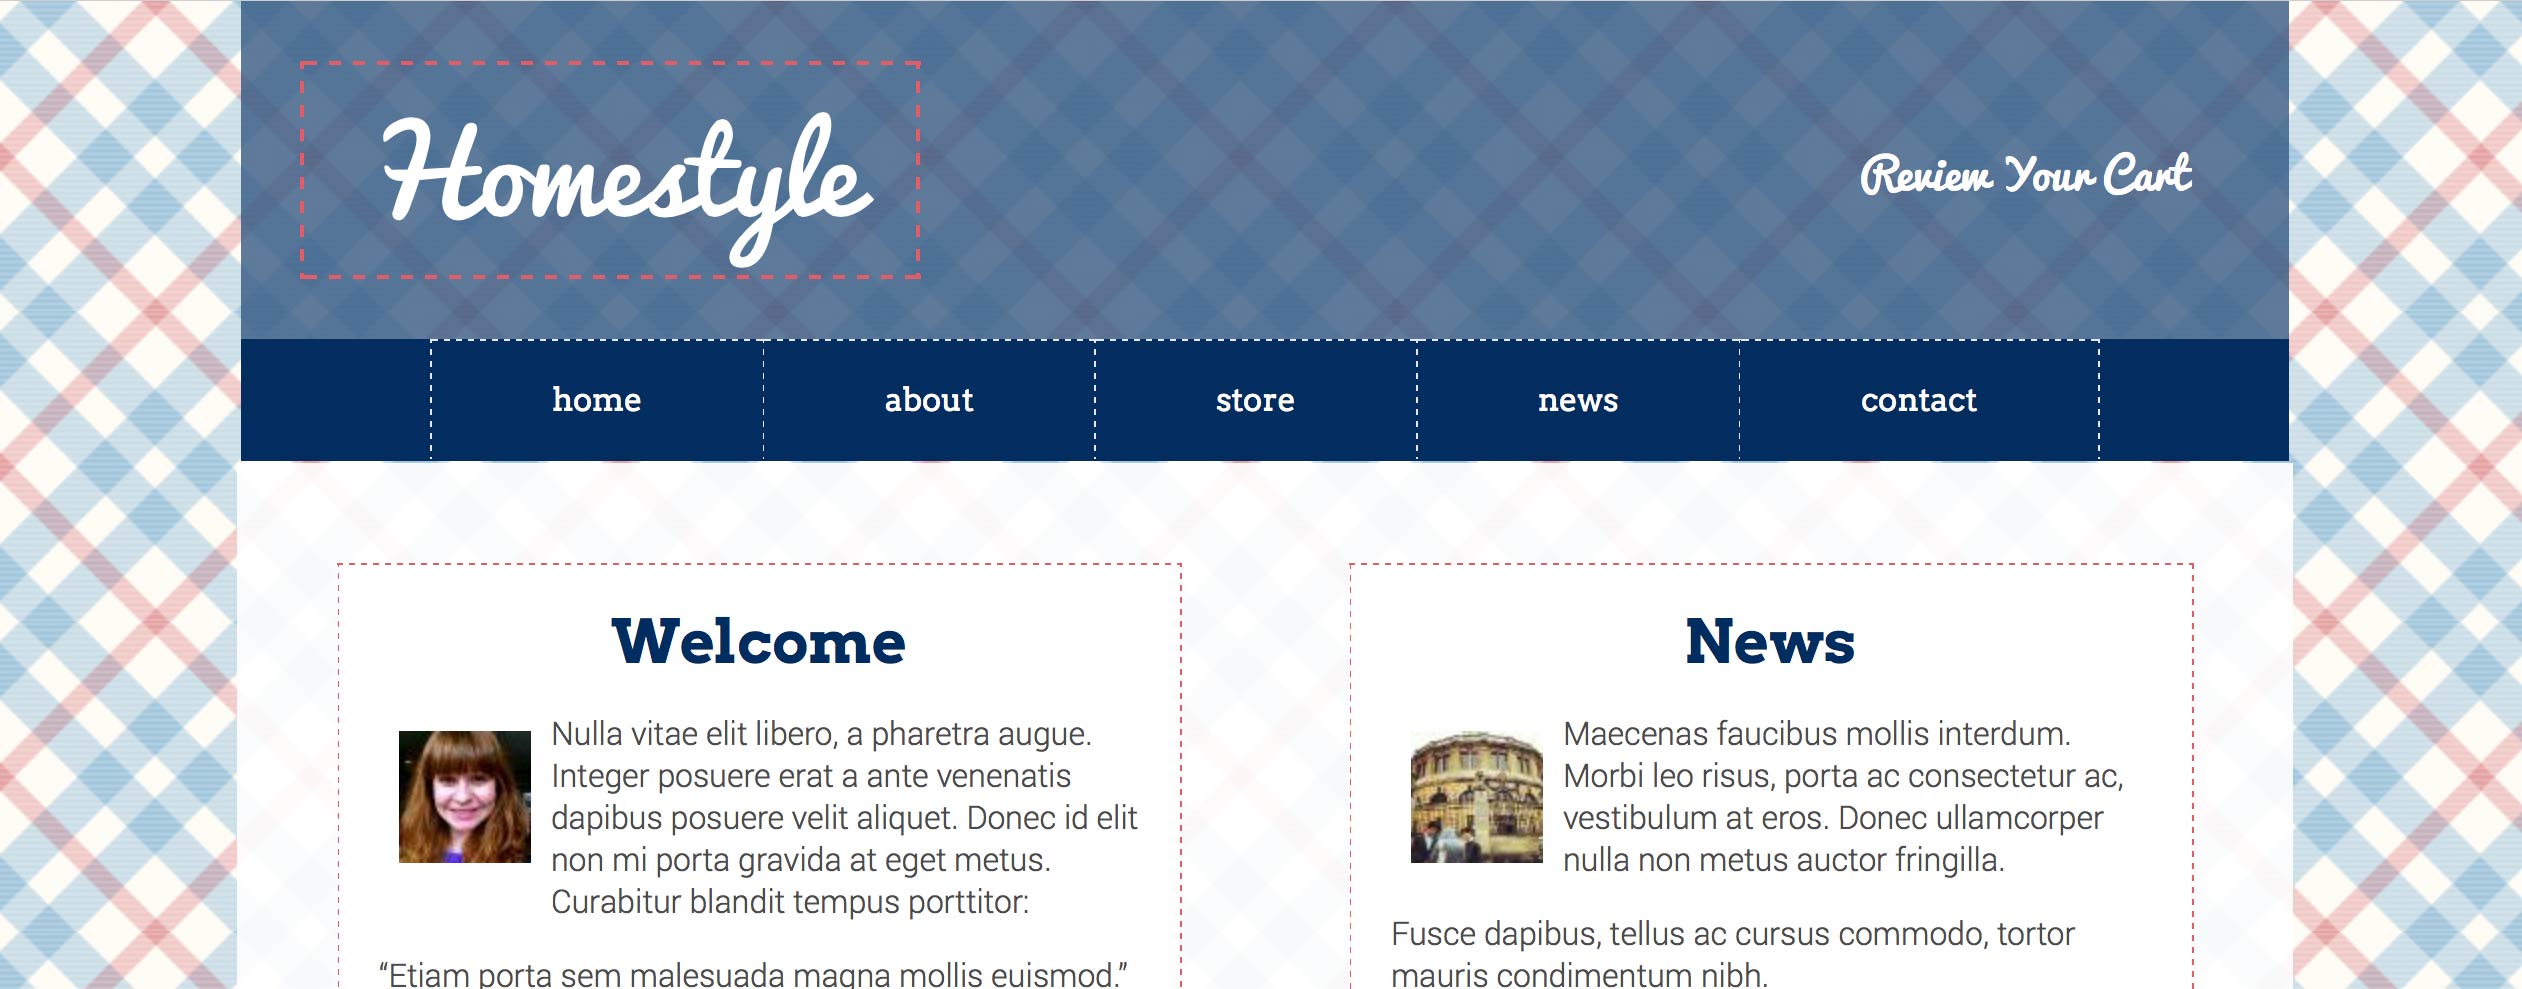 Homestyle
Review Your Cart
home
about
store
news
contact
Welcome
Nulla vitae elit libero, a pharetra augue.
Integer posuere erat a ante venenatis
dapibus posuere velit aliquet. Donec id elit
non mi porta gravida at eget metus.
Curabitur blandit tempus porttitor:
“Etiam porta sem malesuada magna mollis euismod.”
News
Maecenas faucibus mollis interdum.
Morbi leo risus, porta ac consectetur ac,
vestibulum at eros. Donec ullamcorper
nulla non metus auctor fringilla.
Fusce dapibus, tellus ac cursus commodo, tortor
mauris condimentum nibh.